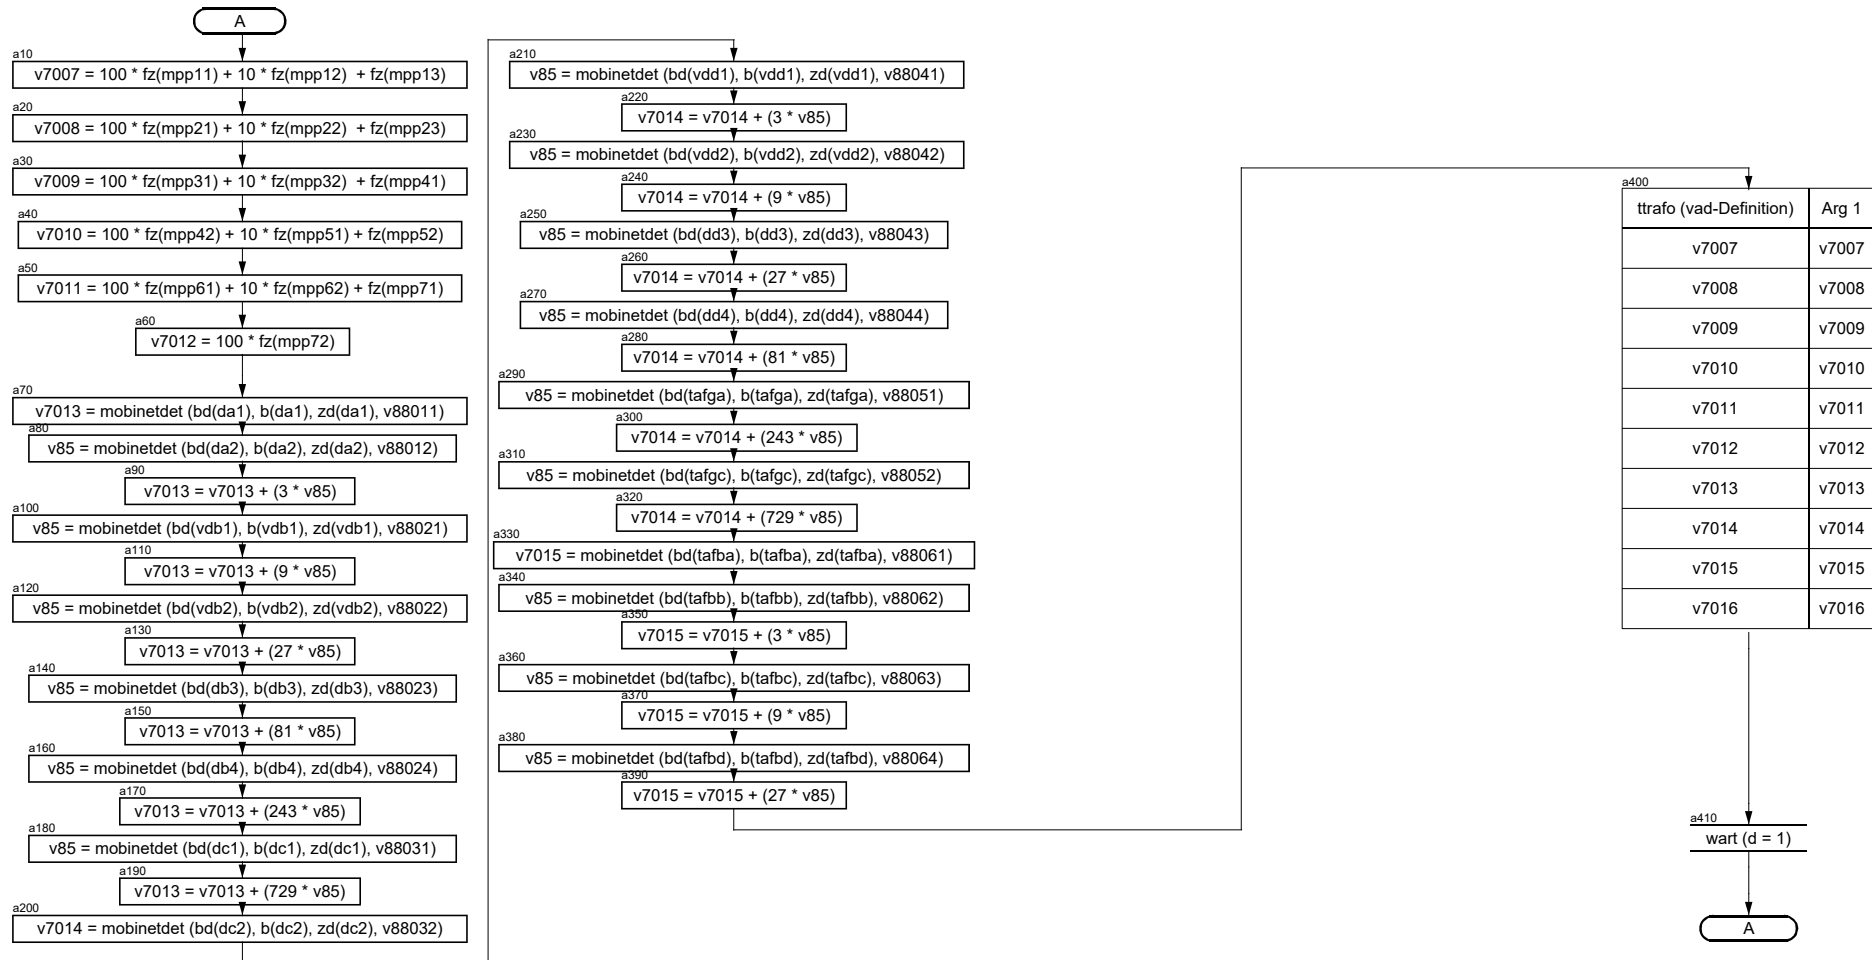 A
a10
v7007 = 100 * fz(mpp11) + 10 * fz(mpp12)  + fz(mpp13)
a20
v7008 = 100 * fz(mpp21) + 10 * fz(mpp22)  + fz(mpp23)
a30
v7009 = 100 * fz(mpp31) + 10 * fz(mpp32)  + fz(mpp41)
a40
v7010 = 100 * fz(mpp42) + 10 * fz(mpp51) + fz(mpp52)
a50
v7011 = 100 * fz(mpp61) + 10 * fz(mpp62) + fz(mpp71)
a60
v7012 = 100 * fz(mpp72)
a70
v7013 = mobinetdet (bd(da1), b(da1), zd(da1), v88011)
a80
v85 = mobinetdet (bd(da2), b(da2), zd(da2), v88012)
a90
v7013 = v7013 + (3 * v85)
a100
v85 = mobinetdet (bd(vdb1), b(vdb1), zd(vdb1), v88021)
a110
v7013 = v7013 + (9 * v85)
a120
v85 = mobinetdet (bd(vdb2), b(vdb2), zd(vdb2), v88022)
a130
v7013 = v7013 + (27 * v85)
a140
v85 = mobinetdet (bd(db3), b(db3), zd(db3), v88023)
a150
v7013 = v7013 + (81 * v85)
a160
v85 = mobinetdet (bd(db4), b(db4), zd(db4), v88024)
a170
v7013 = v7013 + (243 * v85)
a180
v85 = mobinetdet (bd(dc1), b(dc1), zd(dc1), v88031)
a190
v7013 = v7013 + (729 * v85)
a200
v7014 = mobinetdet (bd(dc2), b(dc2), zd(dc2), v88032)
a210
v85 = mobinetdet (bd(vdd1), b(vdd1), zd(vdd1), v88041)
a220
v7014 = v7014 + (3 * v85)
a230
v85 = mobinetdet (bd(vdd2), b(vdd2), zd(vdd2), v88042)
a240
v7014 = v7014 + (9 * v85)
a250
v85 = mobinetdet (bd(dd3), b(dd3), zd(dd3), v88043)
a260
v7014 = v7014 + (27 * v85)
a270
v85 = mobinetdet (bd(dd4), b(dd4), zd(dd4), v88044)
a280
v7014 = v7014 + (81 * v85)
a290
v85 = mobinetdet (bd(tafga), b(tafga), zd(tafga), v88051)
a300
v7014 = v7014 + (243 * v85)
a310
v85 = mobinetdet (bd(tafgc), b(tafgc), zd(tafgc), v88052)
a320
v7014 = v7014 + (729 * v85)
a330
v7015 = mobinetdet (bd(tafba), b(tafba), zd(tafba), v88061)
a340
v85 = mobinetdet (bd(tafbb), b(tafbb), zd(tafbb), v88062)
a350
v7015 = v7015 + (3 * v85)
a360
v85 = mobinetdet (bd(tafbc), b(tafbc), zd(tafbc), v88063)
a370
v7015 = v7015 + (9 * v85)
a380
v85 = mobinetdet (bd(tafbd), b(tafbd), zd(tafbd), v88064)
a390
v7015 = v7015 + (27 * v85)
a400
ttrafo (vad-Definition) Arg 1
v7007 v7007
v7008 v7008
v7009 v7009
v7010 v7010
v7011 v7011
v7012 v7012
v7013 v7013
v7014 v7014
v7015 v7015
v7016 v7016
a410
wart (d = 1)
A